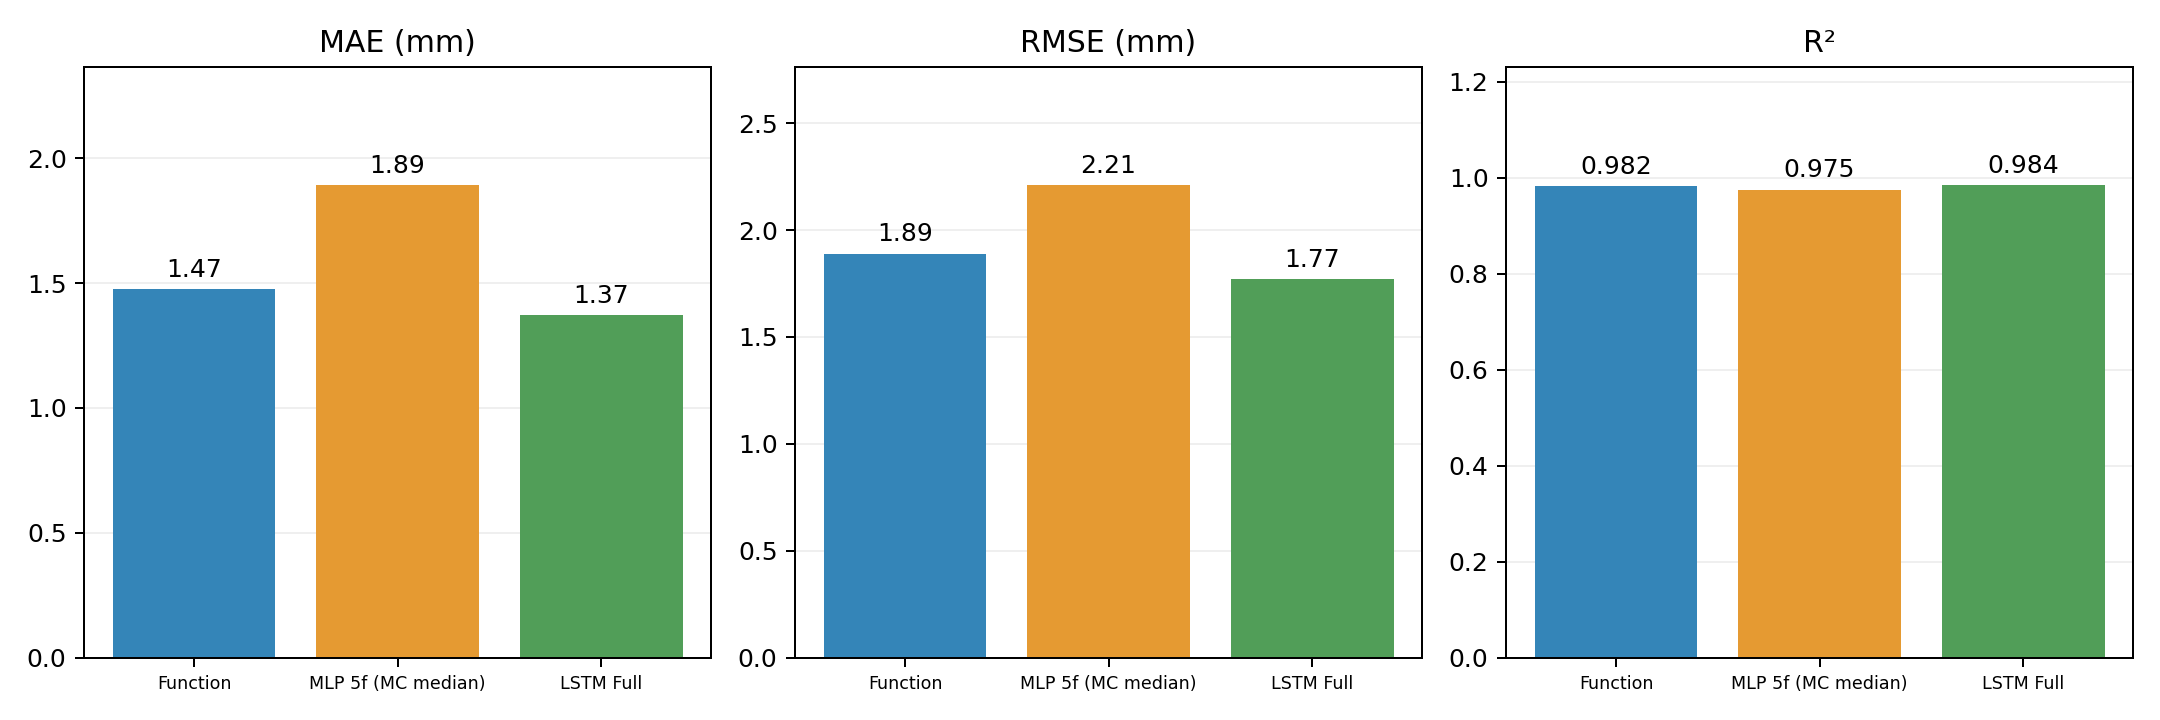 MAE (mm)
2.0
1.5
1.0
0.5
0.0
1.47
1.89
1.37
Function
MLP 5f (MC median)
LSTM Full
RMSE (mm)
2.5
2.0
1.5
1.0
0.5
0.0
1.89
2.21
1.77
Function
MLP 5f (MC median)
LSTM Full
R²
1.2
1.0
0.8
0.6
0.4
0.2
0.0
0.982
0.975
0.984
Function
MLP 5f (MC median)
LSTM Full